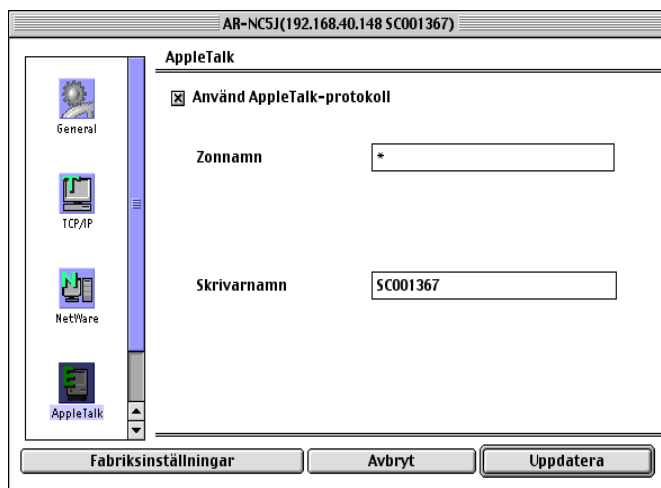 AR-NC5J(192.168.40.148 SC001367)
General
TCP/IP
NetWare
AppleTalk
AppleTalk
Använd AppleTalk-protokoll
Zonnamn
*
Skrivarnamn
SC001367
Fabriksinställningar
Avbryt
Uppdatera